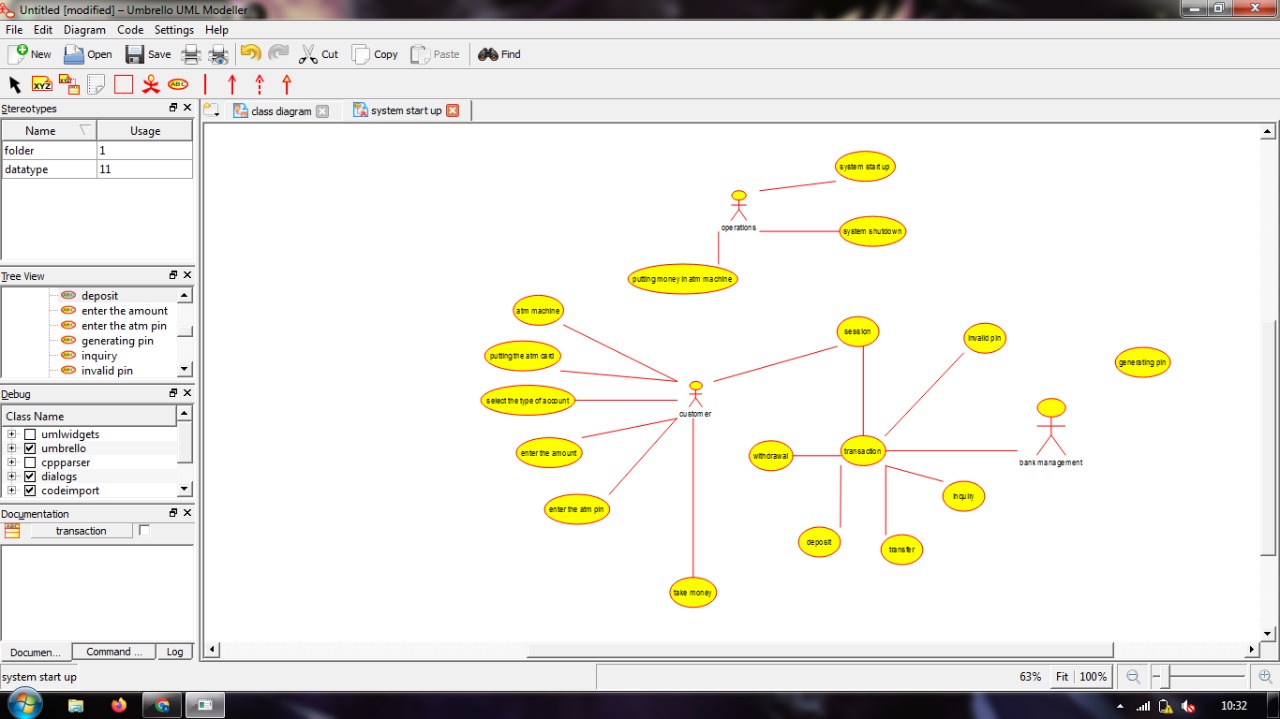 Untitled [modified] – Umbrello UML Modeller
File Edit Diagram Code Settings Help
New Open Save Cut Copy Paste Find
XYZ XYZ ABC
Stereotypes
Name Usage
folder 1
datatype 11
class diagram system start up
Tree View
deposit
enter the amount
enter the atm pin
generating pin
inquiry
invalid pin
Debug
Class Name
umlwidgets
umbrello
cppparser
dialogs
codeimport
Documentation
transaction
Documen... Command ... Log
system start up
operations
system shutdown
putting money in atm machine
atm machine
session
invalid pin
putting the atm card
generating pin
select the type of account
customer
enter the amount
withdrawal
transaction
bank management
enter the atm pin
inquiry
deposit
transfer
take money
system start up
63% Fit 100%
10:32